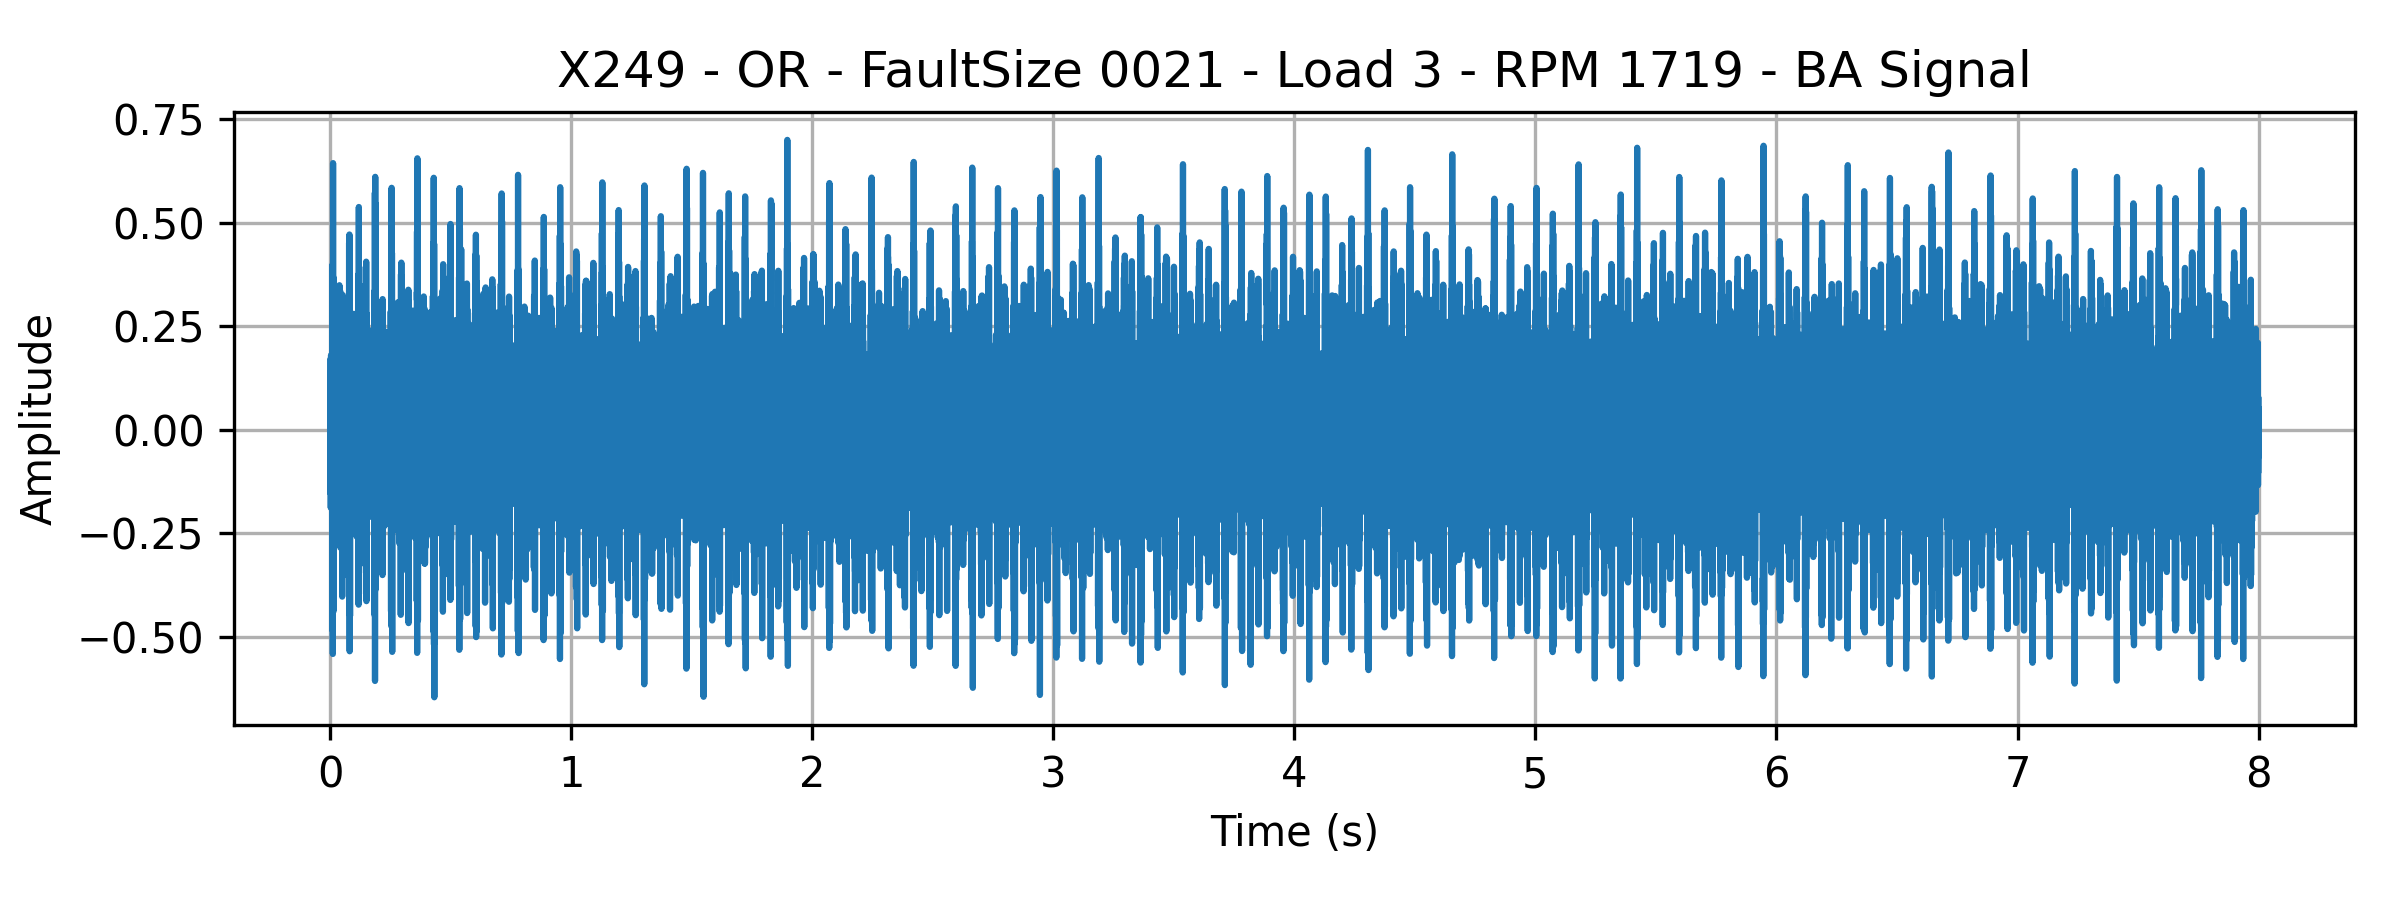 X249 - OR - FaultSize 0021 - Load 3 - RPM 1719 - BA Signal
0.75
0.50
0.25
0.00
−0.25
−0.50
Amplitude
0 1 2 3 4 5 6 7 8
Time (s)